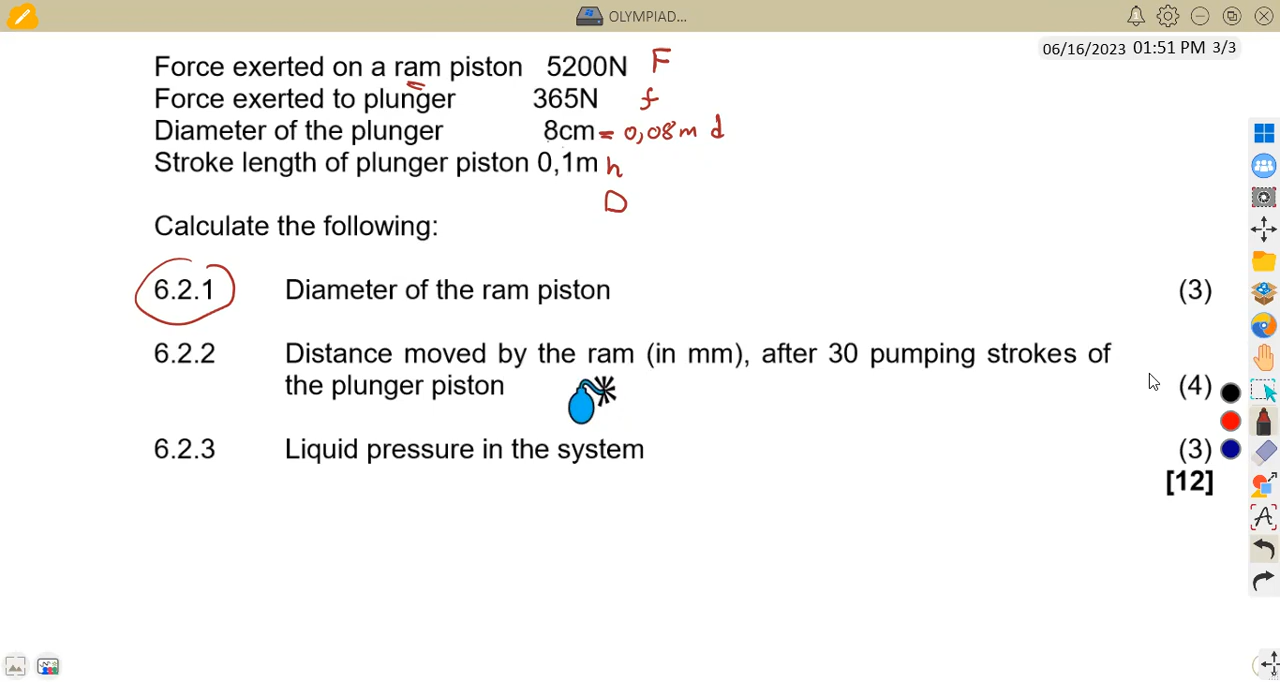 OLYMPIAD...
06/16/2023 01:51 PM 3/3
Force exerted on a ram piston 5200N F
Force exerted to plunger 365N f
Diameter of the plunger 8cm = 0,08m d
Stroke length of plunger piston 0,1m h
D
Calculate the following:
6.2.1 Diameter of the ram piston (3)
6.2.2 Distance moved by the ram (in mm), after 30 pumping strokes of
the plunger piston (4)
6.2.3 Liquid pressure in the system (3)
[12]